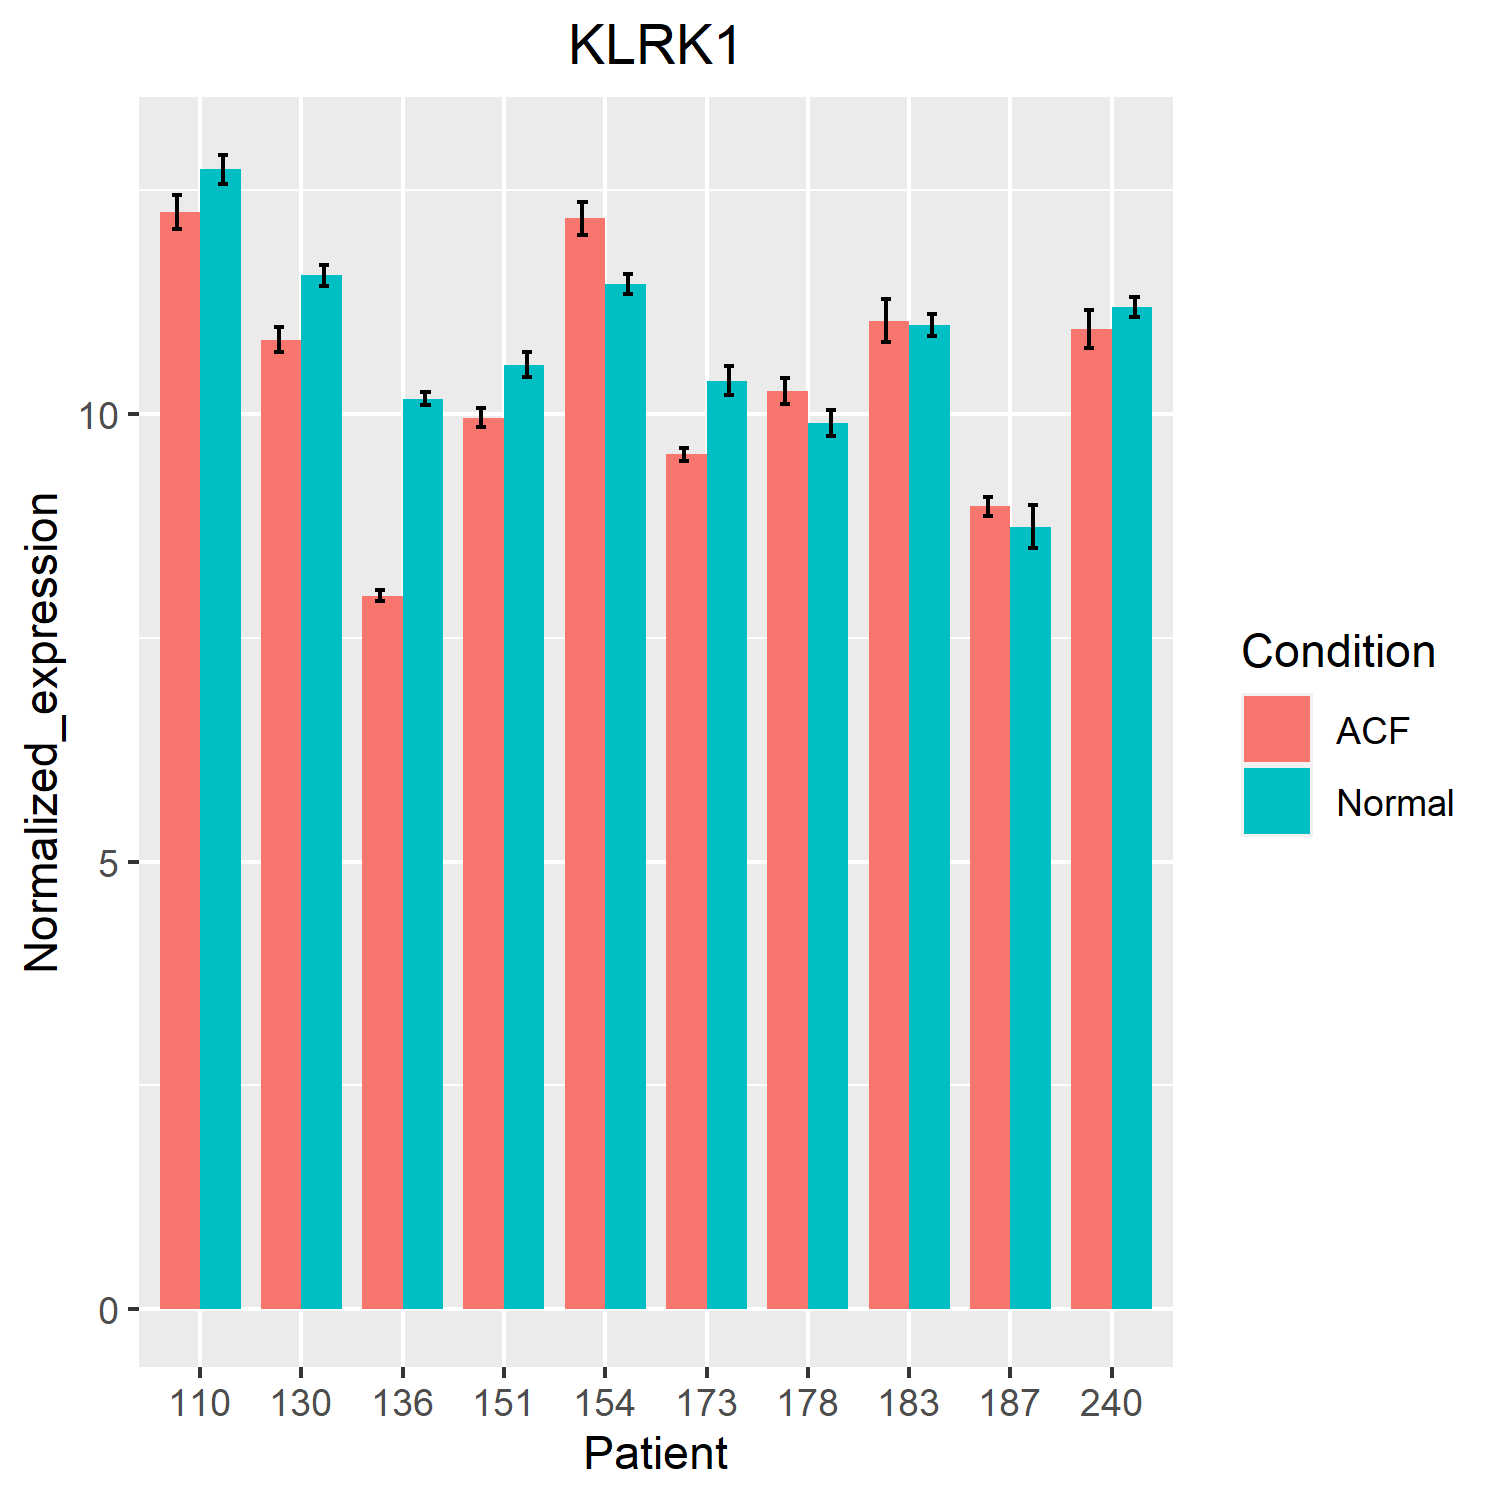 KLRK1
Normalized_expression
10
5
0
110 130 136 151 154 173 178 183 187 240
Patient
Condition
ACF
Normal